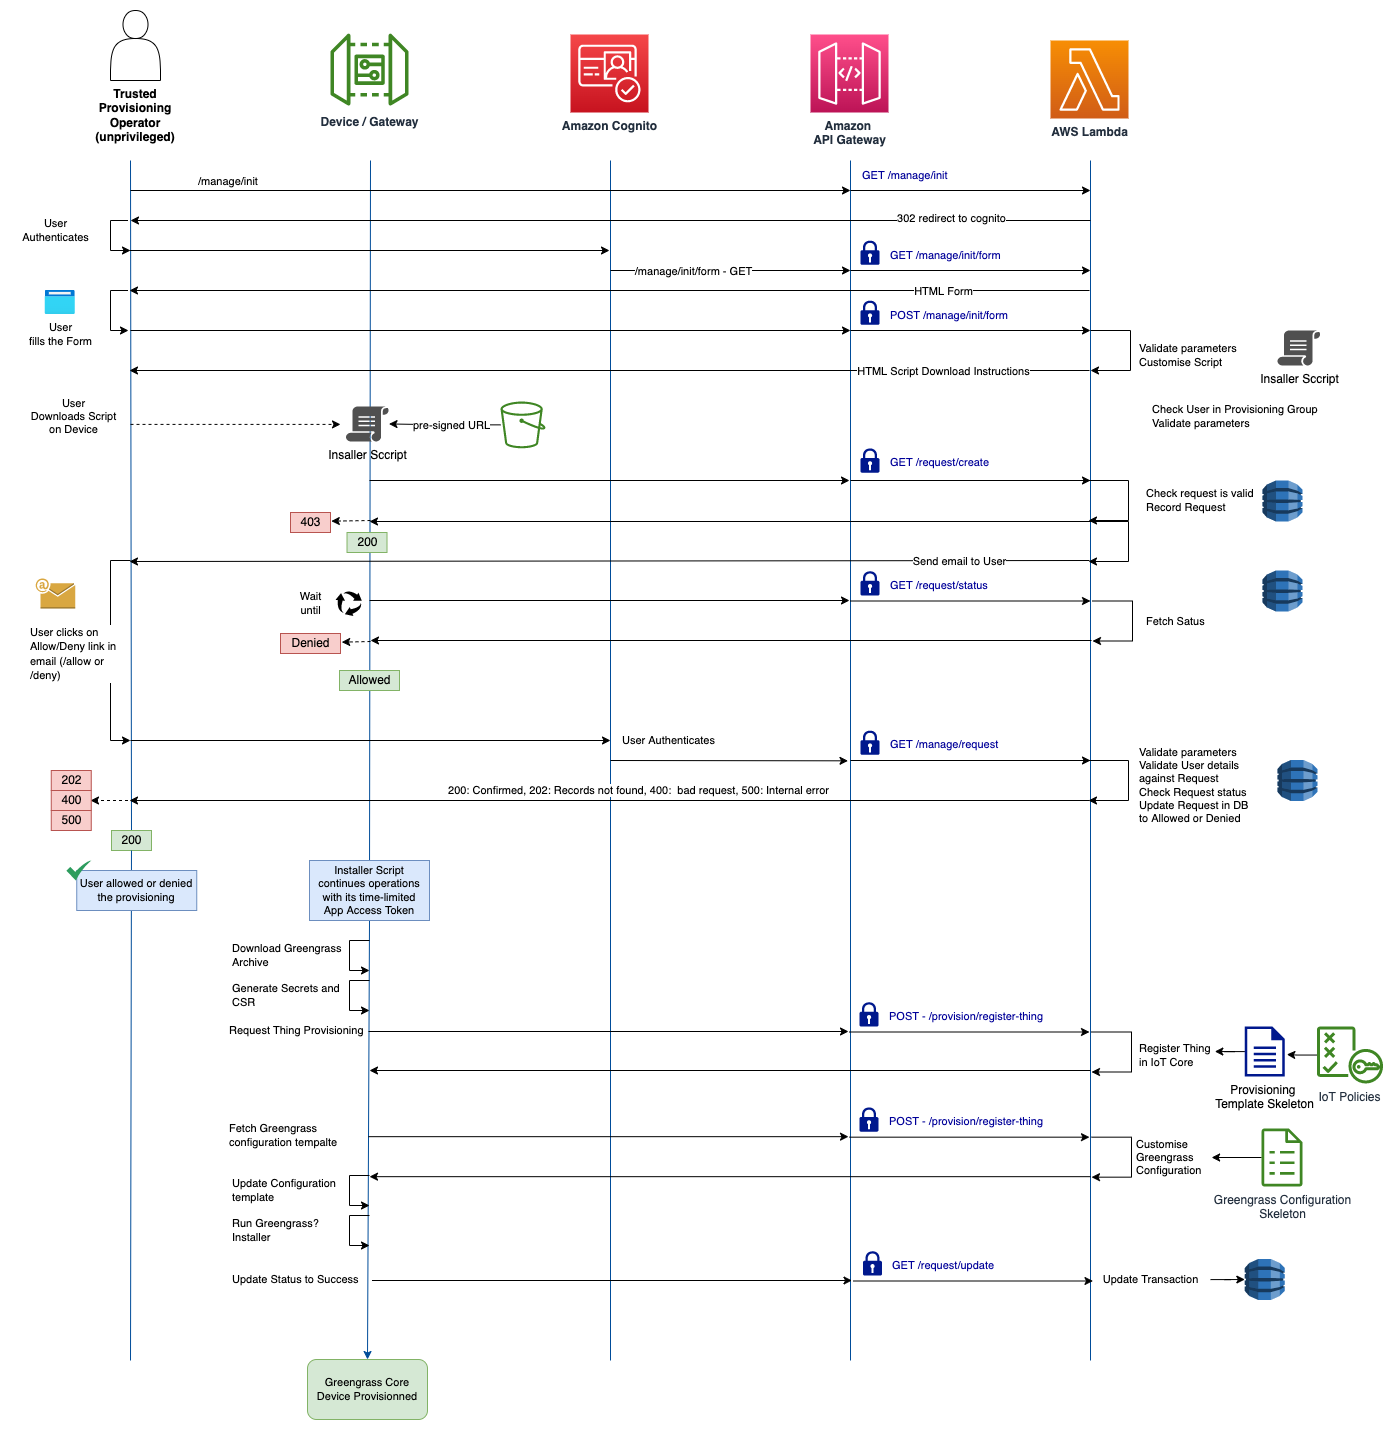 Trusted
Provisioning
Operator
(unprivileged)
Device / Gateway
Amazon Cognito
Amazon
API Gateway
AWS Lambda
/manage/init
GET /manage/init
302 redirect to cognito
User
Authenticates
GET /manage/init/form
/manage/init/form - GET
HTML Form
User
fills the Form
POST /manage/init/form
Validate parameters
Customise Script
Insaller Sccript
HTML Script Download Instructions
User
Downloads Script
on Device
pre-signed URL
Insaller Sccript
Check User in Provisioning Group
Validate parameters
GET /request/create
Check request is valid
Record Request
403
200
Send email to User
@
GET /request/status
Wait
until
Fetch Satus
User clicks on
Allow/Deny link in
email (/allow or
/deny)
Denied
Allowed
User Authenticates
GET /manage/request
Validate parameters
Validate User details
against Request
Check Request status
Update Request in DB
to Allowed or Denied
202
400
500
200: Confirmed, 202: Records not found, 400:  bad request, 500: Internal error
200
User allowed or denied
the provisioning
Installer Script
continues operations
with its time-limited
App Access Token
Download Greengrass
Archive
Generate Secrets and
CSR
Request Thing Provisioning
POST - /provision/register-thing
Register Thing
in IoT Core
Provisioning
Template Skeleton
IoT Policies
Fetch Greengrass
configuration tempalte
POST - /provision/register-thing
Customise
Greengrass
Configuration
Greengrass Configuration
Skeleton
Update Configuration
template
Run Greengrass?
Installer
Update Status to Success
GET /request/update
Update Transaction
Greengrass Core
Device Provisionned